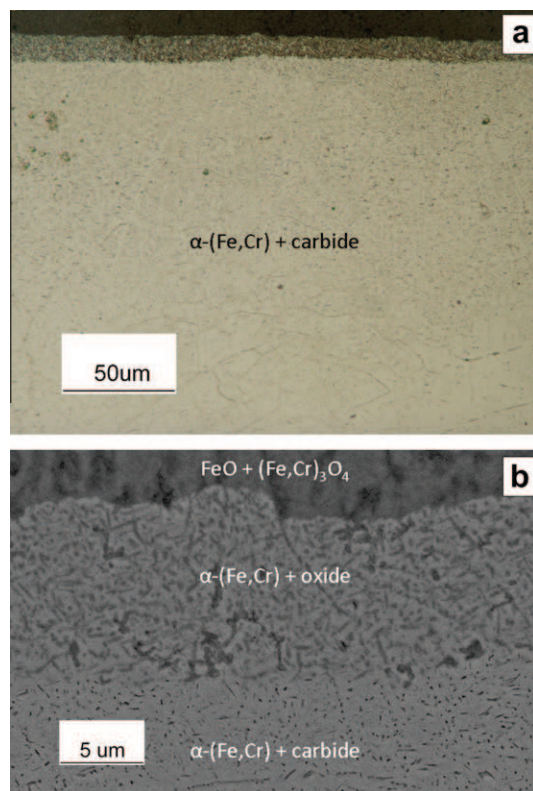 a
α-(Fe,Cr) + carbide
50um
FeO + (Fe,Cr)₃O₄
b
α-(Fe,Cr) + oxide
5 um
α-(Fe,Cr) + carbide